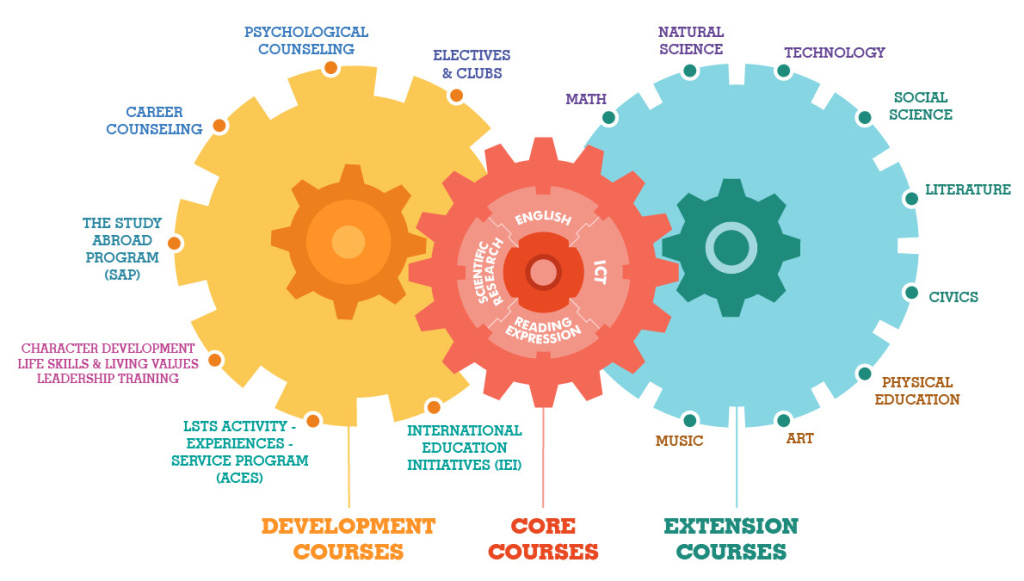 PSYCHOLOGICAL
COUNSELING
ELECTIVES
& CLUBS
CAREER
COUNSELING
THE STUDY
ABROAD
PROGRAM
(SAP)
CHARACTER DEVELOPMENT
LIFE SKILLS & LIVING VALUES
LEADERSHIP TRAINING
LSTS ACTIVITY -
EXPERIENCES -
SERVICE PROGRAM
(ACES)
INTERNATIONAL
EDUCATION
INITIATIVES (IEI)
ENGLISH
ICT
READING
EXPRESSION
SCIENTIFIC
RESEARCH
MATH
NATURAL
SCIENCE
TECHNOLOGY
SOCIAL
SCIENCE
LITERATURE
CIVICS
PHYSICAL
EDUCATION
ART
MUSIC
DEVELOPMENT
COURSES
CORE
COURSES
EXTENSION
COURSES